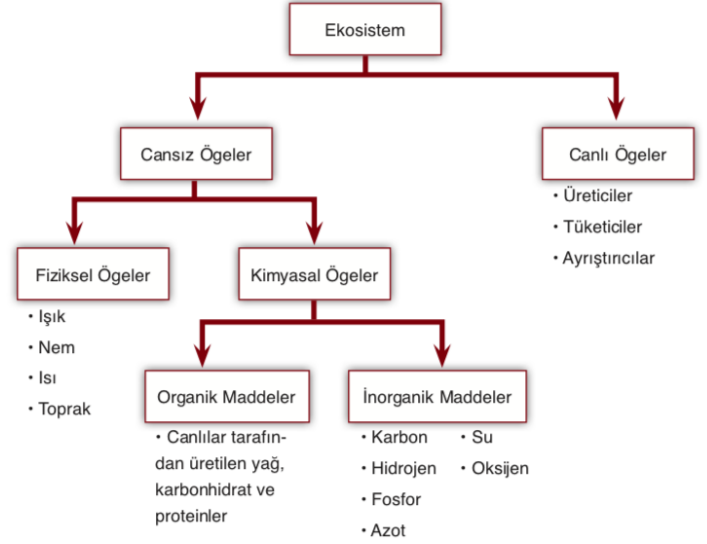 Ekosistem
Cansız Ögeler
Canlı Ögeler
• Üreticiler
• Tüketiciler
• Ayrıştırıcılar
Fiziksel Ögeler
Kimyasal Ögeler
• Işık
• Nem
• Isı
• Toprak
Organik Maddeler
İnorganik Maddeler
• Canlılar tarafın-
dan üretilen yağ,
karbonhidrat ve
proteinler
• Karbon
• Hidrojen
• Fosfor
• Azot
• Su
• Oksijen